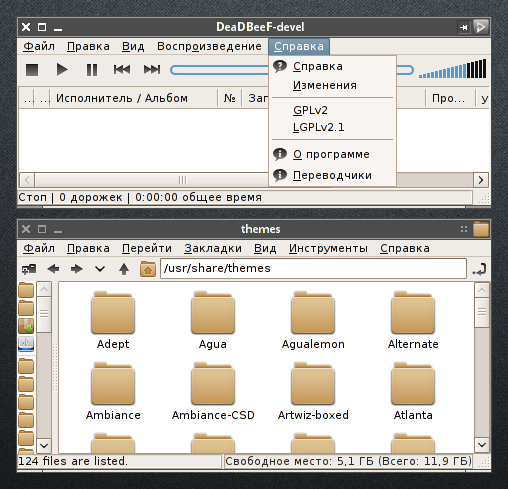 DeaDBeeF-devel
Файл Правка Вид Воспроизведение Справка
... ... Исполнитель / Альбом № Заг Про... у
Справка
Изменения
GPLv2
LGPLv2.1
О программе
Переводчики
Стоп | 0 дорожек | 0:00:00 общее время
themes
Файл Правка Перейти Закладки Вид Инструменты Справка
/usr/share/themes
Adept Agua Agualemon Alternate
Ambiance Ambiance-CSD Artwiz-boxed Atlanta
124 files are listed. Свободное место: 5,1 ГБ (Всего: 11,9 ГБ)